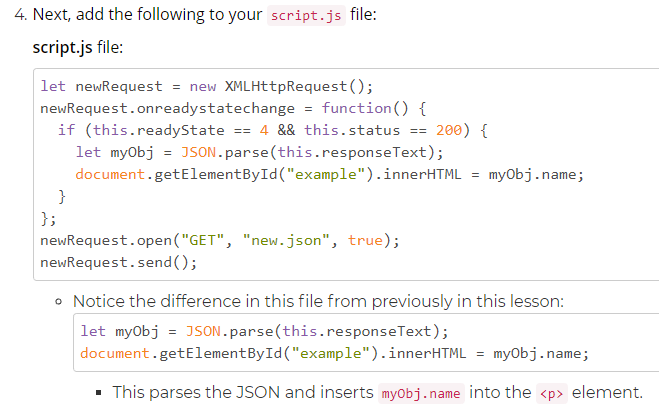 4. Next, add the following to your script.js file:
script.js file:
let newRequest = new XMLHttpRequest();
newRequest.onreadystatechange = function() {
  if (this.readyState == 4 && this.status == 200) {
    let myObj = JSON.parse(this.responseText);
    document.getElementById("example").innerHTML = myObj.name;
  }
};
newRequest.open("GET", "new.json", true);
newRequest.send();
Notice the difference in this file from previously in this lesson:
let myObj = JSON.parse(this.responseText);
document.getElementById("example").innerHTML = myObj.name;
This parses the JSON and inserts myObj.name into the <p> element.